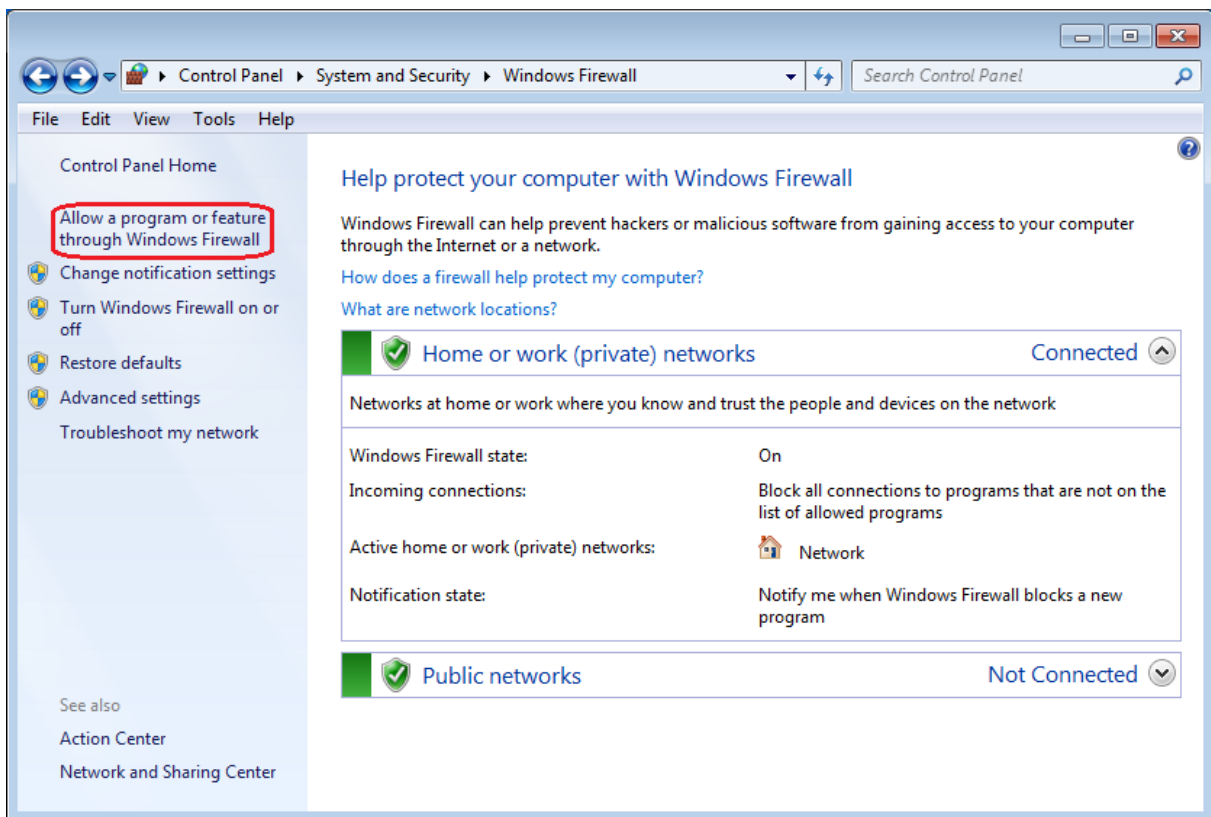 Control Panel System and Security Windows Firewall
Search Control Panel
File Edit View Tools Help
Control Panel Home
Allow a program or feature
through Windows Firewall
Change notification settings
Turn Windows Firewall on or
off
Restore defaults
Advanced settings
Troubleshoot my network
See also
Action Center
Network and Sharing Center
Help protect your computer with Windows Firewall
Windows Firewall can help prevent hackers or malicious software from gaining access to your computer
through the Internet or a network.
How does a firewall help protect my computer?
What are network locations?
Home or work (private) networks Connected
Networks at home or work where you know and trust the people and devices on the network
Windows Firewall state: On
Incoming connections: Block all connections to programs that are not on the
list of allowed programs
Active home or work (private) networks: Network
Notification state: Notify me when Windows Firewall blocks a new
program
Public networks Not Connected